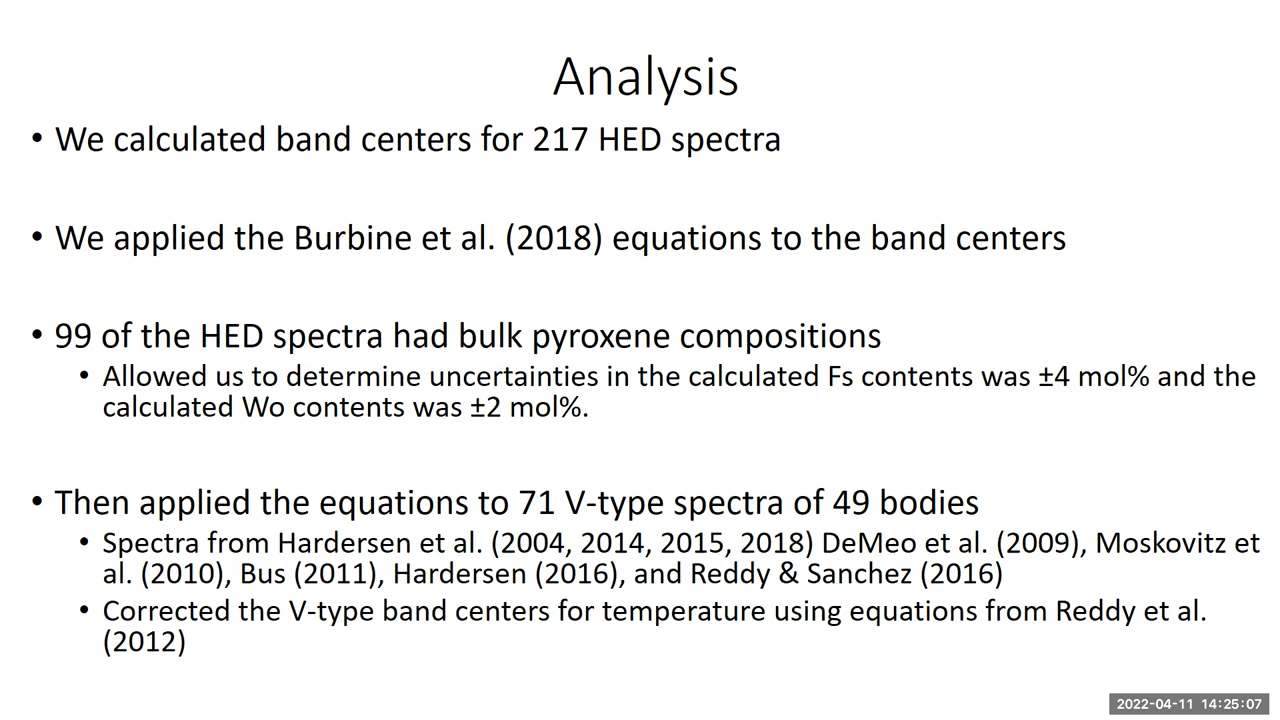 Analysis
• We calculated band centers for 217 HED spectra
• We applied the Burbine et al. (2018) equations to the band centers
• 99 of the HED spectra had bulk pyroxene compositions
• Allowed us to determine uncertainties in the calculated Fs contents was ±4 mol% and the
calculated Wo contents was ±2 mol%.
• Then applied the equations to 71 V-type spectra of 49 bodies
• Spectra from Hardersen et al. (2004, 2014, 2015, 2018) DeMeo et al. (2009), Moskovitz et
al. (2010), Bus (2011), Hardersen (2016), and Reddy & Sanchez (2016)
• Corrected the V-type band centers for temperature using equations from Reddy et al.
(2012)
2022-04-11 14:25:07